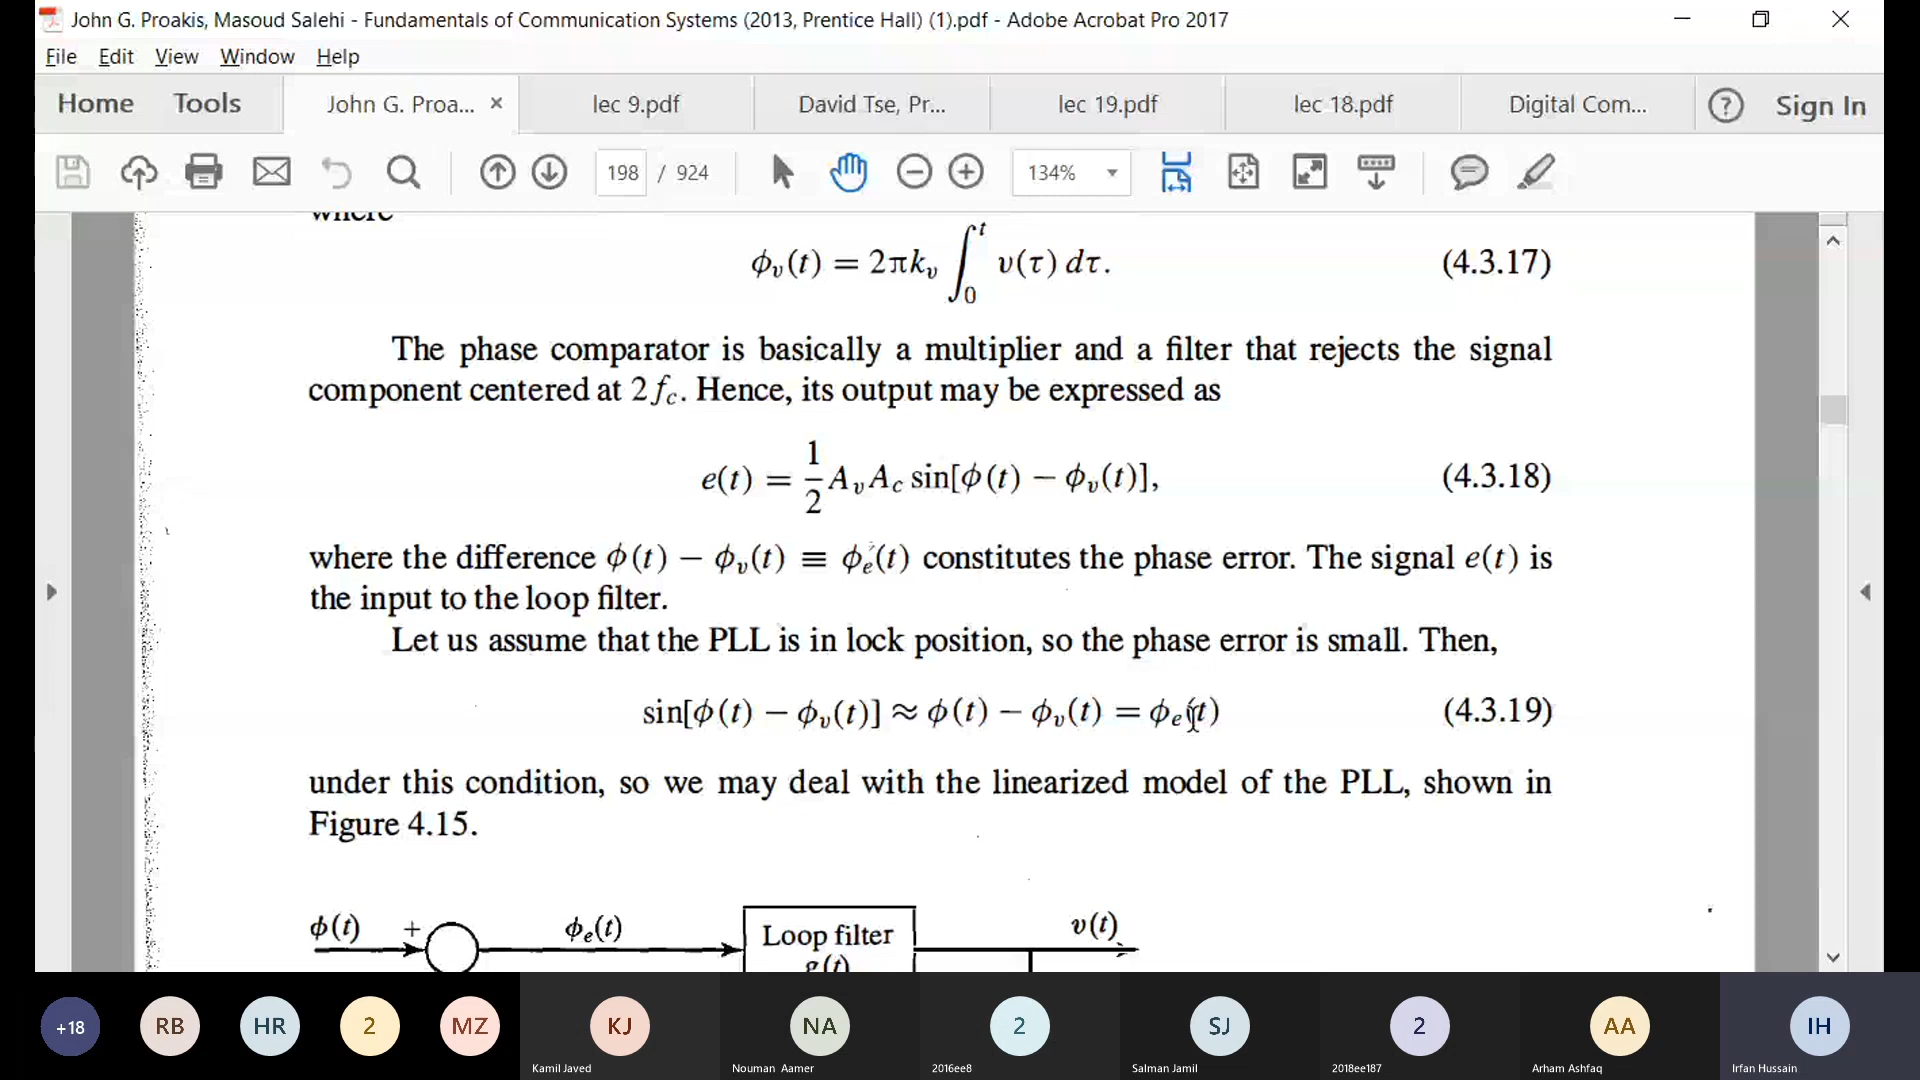 John G. Proakis, Masoud Salehi - Fundamentals of Communication Systems (2013, Prentice Hall) (1).pdf - Adobe Acrobat Pro 2017
File Edit View Window Help
Home Tools John G. Proa... × lec 9.pdf David Tse, Pr... lec 19.pdf lec 18.pdf Digital Com... ? Sign In
198 / 924 134%
where
ϕᵥ(t) = 2πkᵥ ∫₀ᵗ v(τ) dτ. (4.3.17)
The phase comparator is basically a multiplier and a filter that rejects the signal
component centered at 2f_c. Hence, its output may be expressed as
e(t) = 1/2 AᵥA_c sin[ϕ(t) − ϕᵥ(t)], (4.3.18)
where the difference ϕ(t) − ϕᵥ(t) ≡ ϕₑ(t) constitutes the phase error. The signal e(t) is
the input to the loop filter.
Let us assume that the PLL is in lock position, so the phase error is small. Then,
sin[ϕ(t) − ϕᵥ(t)] ≈ ϕ(t) − ϕᵥ(t) = ϕₑ(t) (4.3.19)
under this condition, so we may deal with the linearized model of the PLL, shown in
Figure 4.15.
ϕ(t) + ϕₑ(t) Loop filter v(t)
g(t)
+18 RB HR 2 MZ KJ NA 2 SJ 2 AA IH
Kamil Javed Nouman Aamer 2016ee8 Salman Jamil 2018ee187 Arham Ashfaq Irfan Hussain